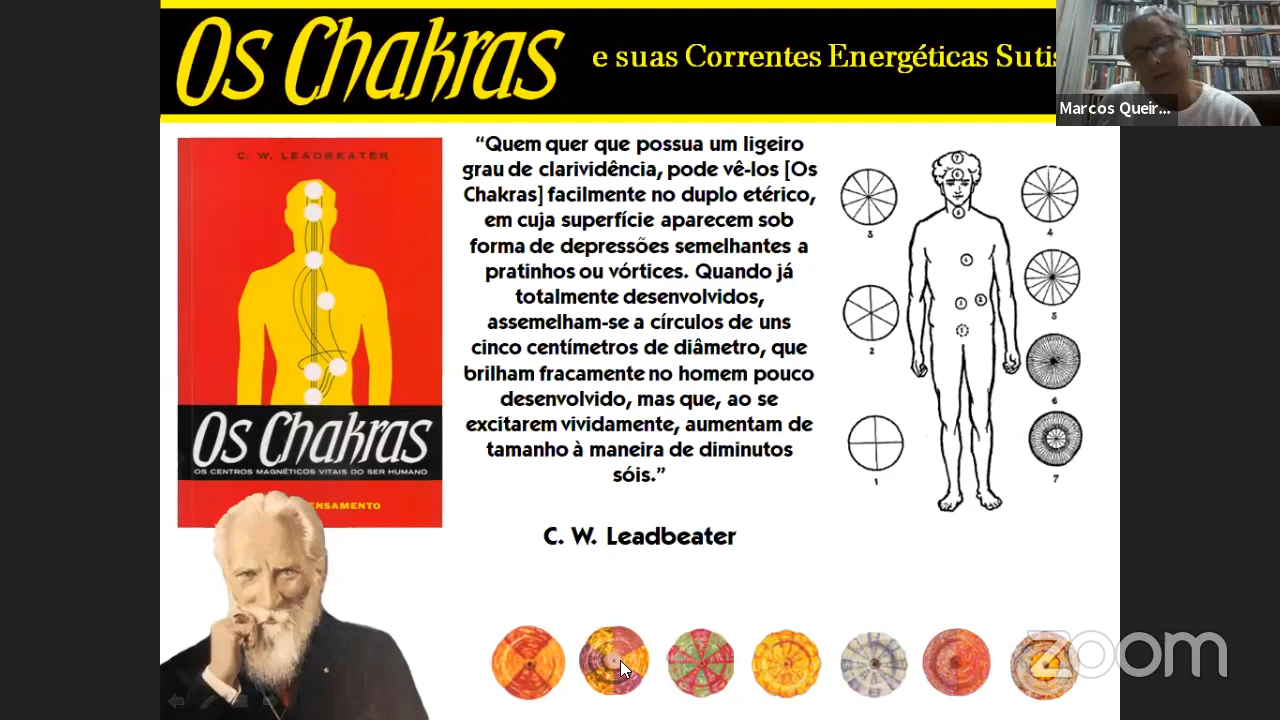 Os Chakras e suas Correntes Energéticas Sutis
Marcos Queir...
C. W. LEADBEATER
Os Chakras
OS CENTROS MAGNÉTICOS VITAIS DO SER HUMANO
ENSAMENTO
“Quem quer que possua um ligeiro
grau de clarividência, pode vê-los [Os
Chakras] facilmente no duplo etérico,
em cuja superfície aparecem sob
forma de depressões semelhantes a
pratinhos ou vórtices. Quando já
totalmente desenvolvidos,
assemelham-se a círculos de uns
cinco centímetros de diâmetro, que
brilham fracamente no homem pouco
desenvolvido, mas que, ao se
excitarem vividamente, aumentam de
tamanho à maneira de diminutos
sóis.”
C. W. Leadbeater
3
2
1
7
6
5
4
5
6
7
zoom